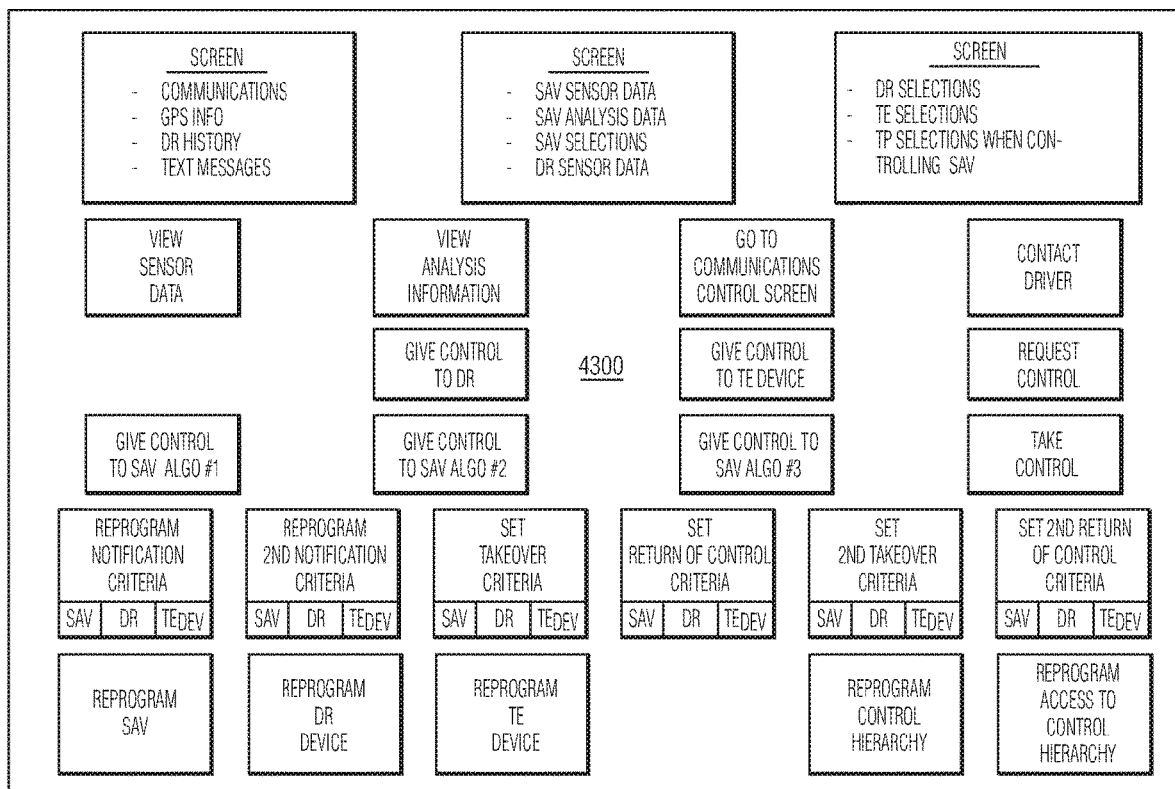 SCREEN
- COMMUNICATIONS
- GPS INFO
- DR HISTORY
- TEXT MESSAGES
SCREEN
- SAV SENSOR DATA
- SAV ANALYSIS DATA
- SAV SELECTIONS
- DR SENSOR DATA
SCREEN
- DR SELECTIONS
- TE SELECTIONS
- TP SELECTIONS WHEN CON-
TROLLING SAV
VIEW
SENSOR
DATA
VIEW
ANALYSIS
INFORMATION
GO TO
COMMUNICATIONS
CONTROL SCREEN
CONTACT
DRIVER
GIVE CONTROL
TO DR
4300
GIVE CONTROL
TO TE DEVICE
REQUEST
CONTROL
GIVE CONTROL
TO SAV ALGO #1
GIVE CONTROL
TO SAV ALGO #2
GIVE CONTROL TO
SAV ALGO #3
TAKE
CONTROL
REPROGRAM
NOTIFICATION
CRITERIA
SAV DR TEDEV
REPROGRAM
2ND NOTIFICATION
CRITERIA
SAV DR TEDEV
SET
TAKEOVER
CRITERIA
SAV DR TEDEV
SET
RETURN OF CONTROL
CRITERIA
SAV DR TEDEV
SET
2ND TAKEOVER
CRITERIA
SAV DR TEDEV
SET 2ND RETURN
OF CONTROL
CRITERIA
SAV DR TEDEV
REPROGRAM
SAV
REPROGRAM
DR
DEVICE
REPROGRAM
TE
DEVICE
REPROGRAM
CONTROL
HIERARCHY
REPROGRAM
ACCESS TO
CONTROL
HIERARCHY